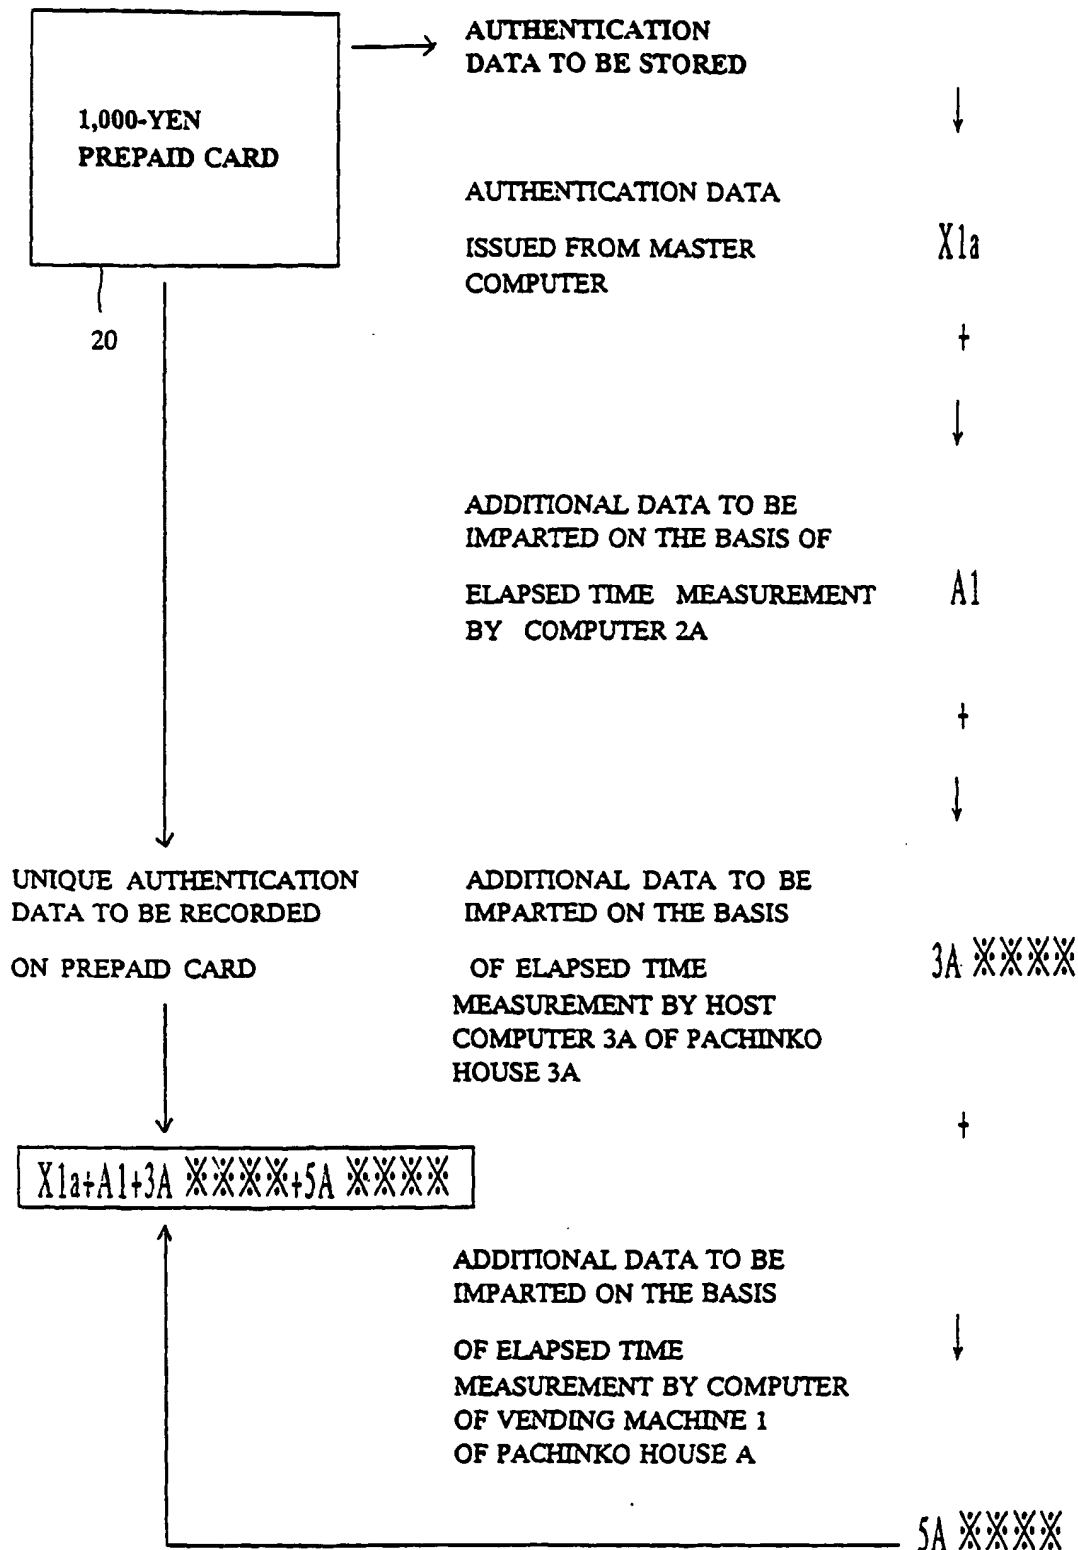 1,000-YEN
PREPAID CARD
20
AUTHENTICATION
DATA TO BE STORED
AUTHENTICATION DATA
ISSUED FROM MASTER
COMPUTER
X1a
+
ADDITIONAL DATA TO BE
IMPARTED ON THE BASIS OF
ELAPSED TIME MEASUREMENT
BY COMPUTER 2A
A1
+
UNIQUE AUTHENTICATION
DATA TO BE RECORDED
ON PREPAID CARD
ADDITIONAL DATA TO BE
IMPARTED ON THE BASIS
OF ELAPSED TIME
MEASUREMENT BY HOST
COMPUTER 3A OF PACHINKO
HOUSE 3A
3A ※※※※
+
X1a+A1+3A ※※※※+5A ※※※※
ADDITIONAL DATA TO BE
IMPARTED ON THE BASIS
OF ELAPSED TIME
MEASUREMENT BY COMPUTER
OF VENDING MACHINE 1
OF PACHINKO HOUSE A
5A ※※※※